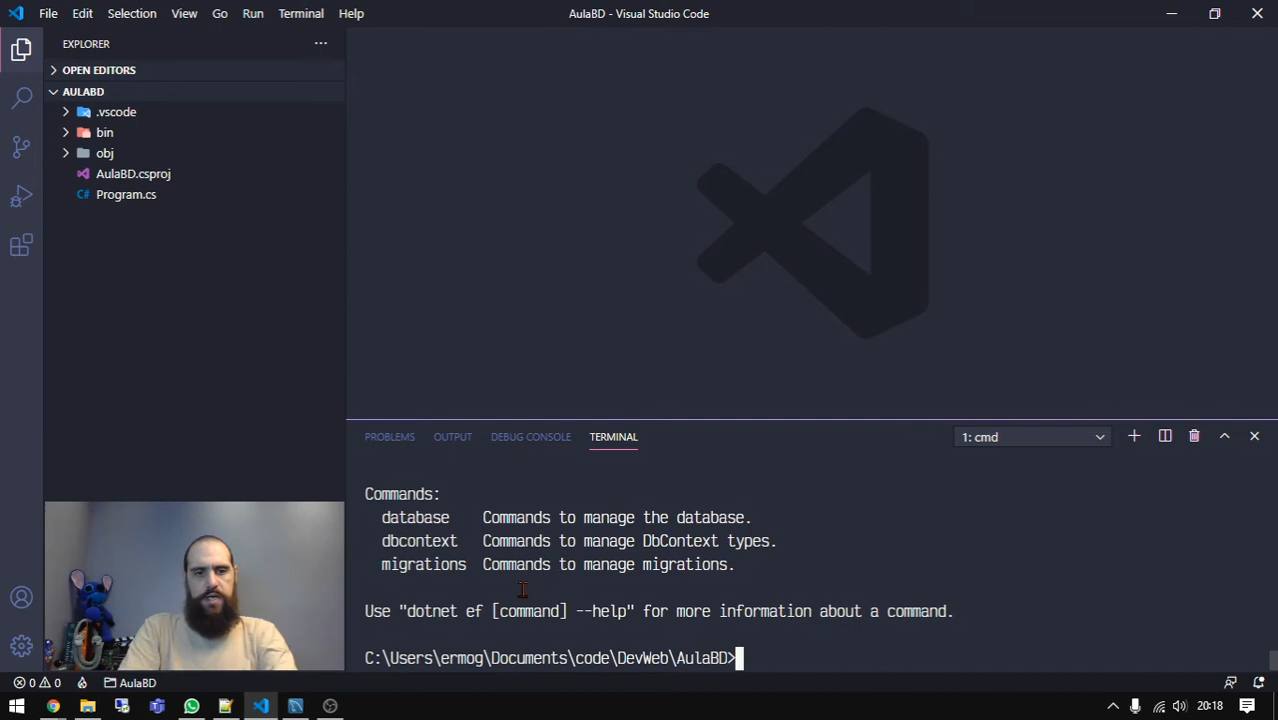 File Edit Selection View Go Run Terminal Help
AulaBD - Visual Studio Code
EXPLORER
OPEN EDITORS
AULABD
.vscode
bin
obj
AulaBD.csproj
C# Program.cs
PROBLEMS OUTPUT DEBUG CONSOLE TERMINAL
1: cmd
Commands:
database Commands to manage the database.
dbcontext Commands to manage DbContext types.
migrations Commands to manage migrations.
Use "dotnet ef [command] --help" for more information about a command.
C:\Users\ermog\Documents\code\DevWeb\AulaBD>
0 0 AulaBD
20:18